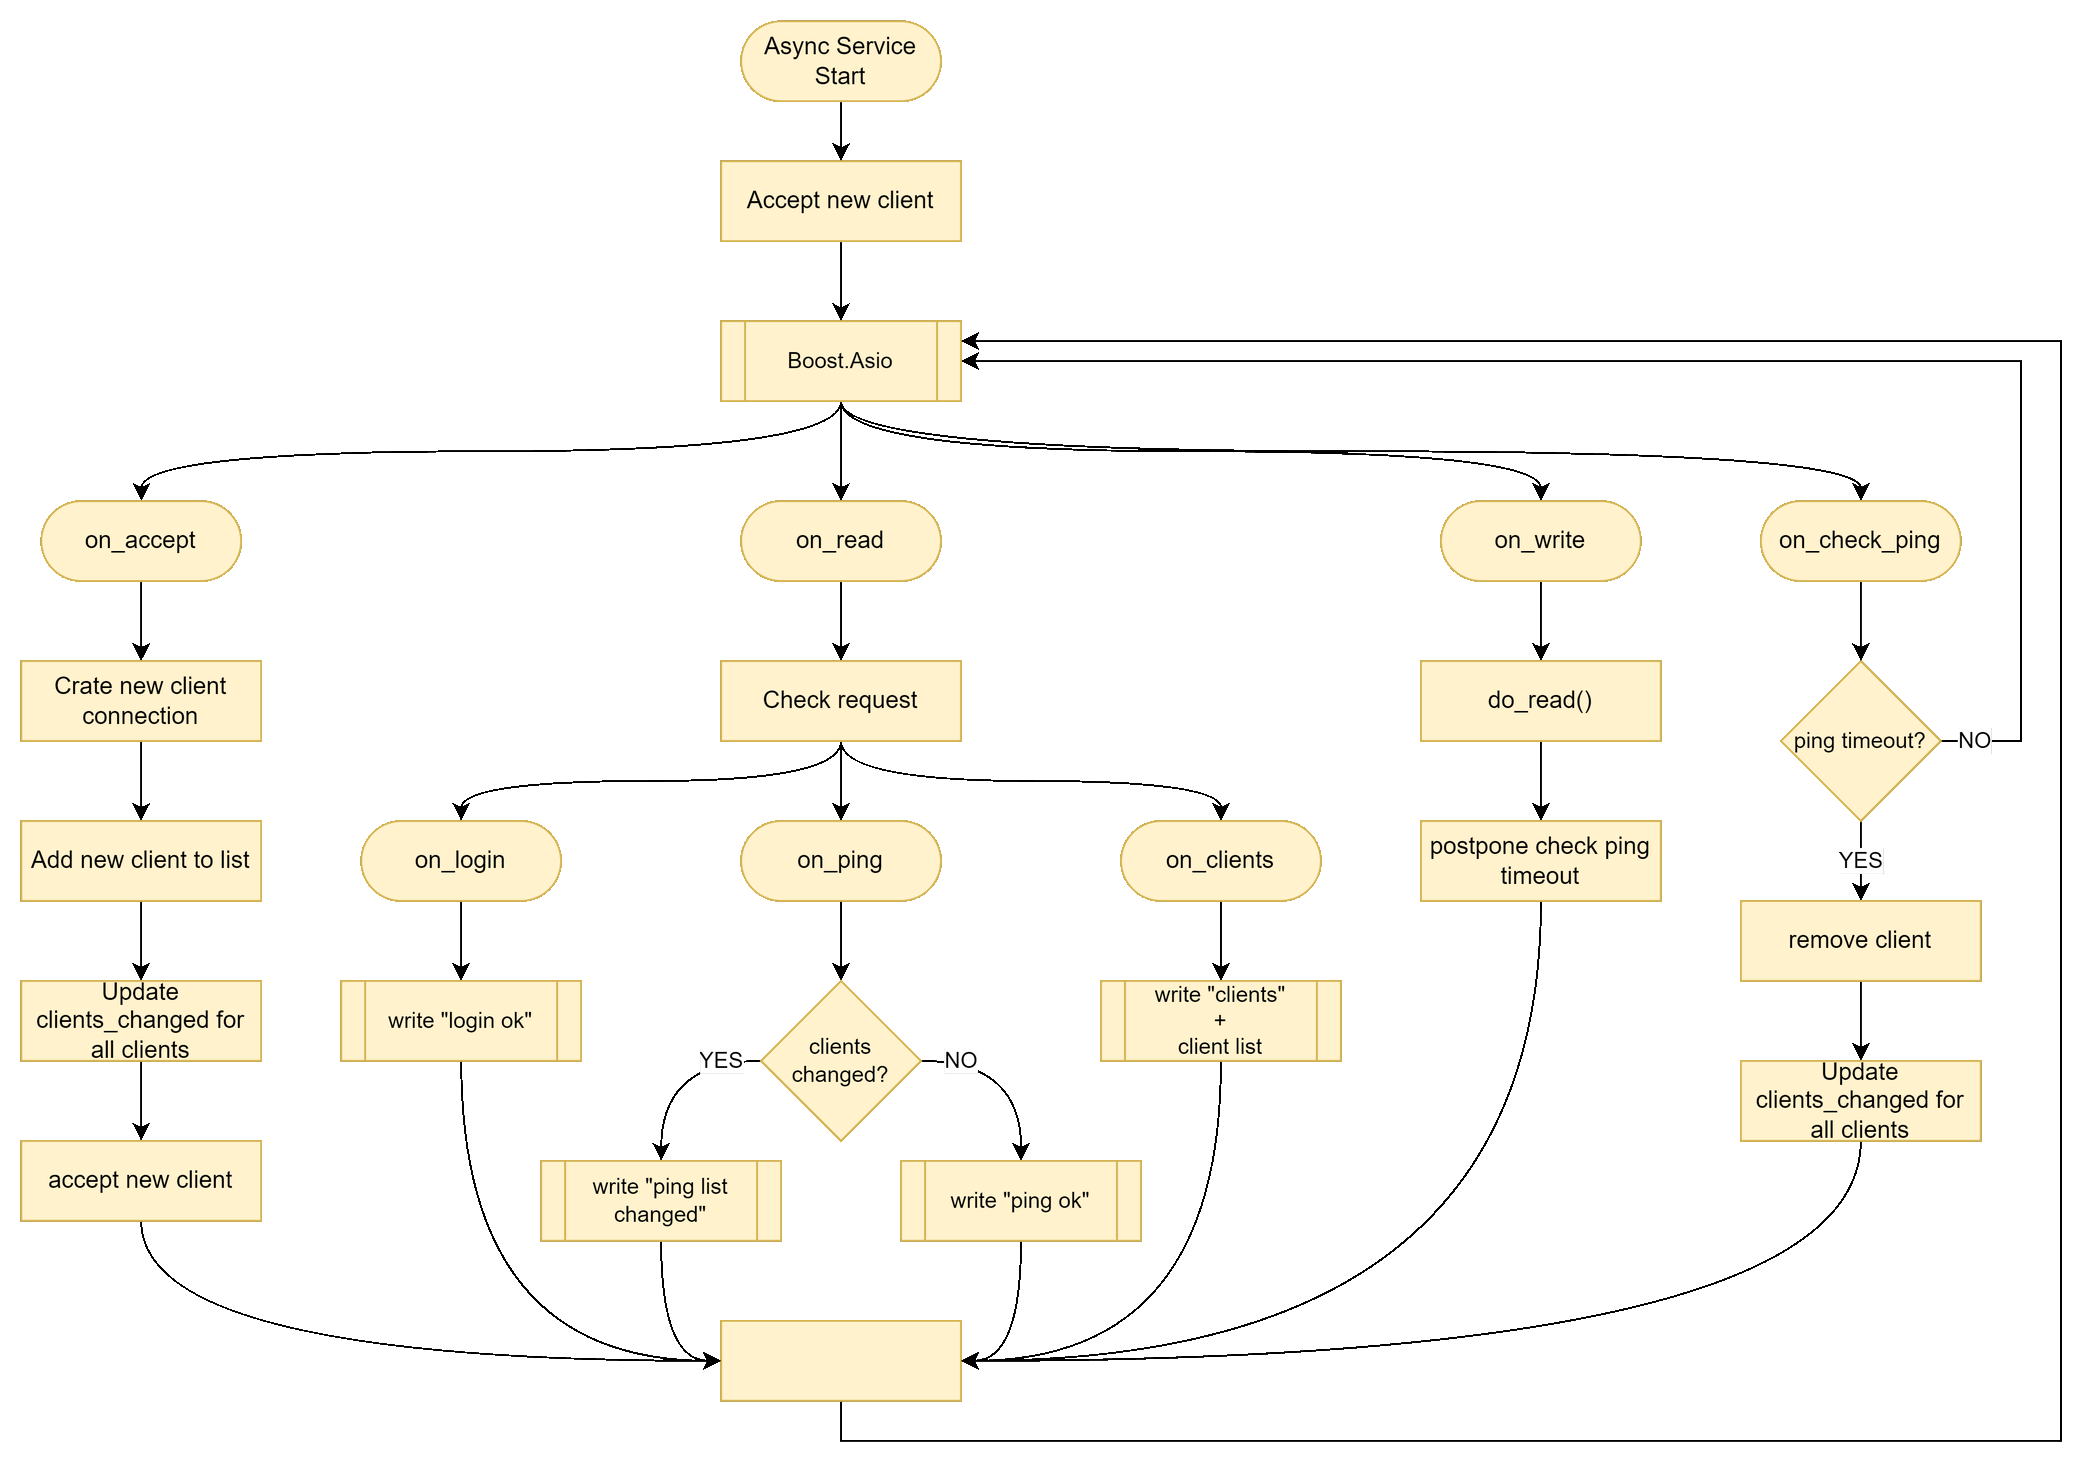 Async Service
Start
Accept new client
Boost.Asio
on_accept
on_read
on_write
on_check_ping
Crate new client
connection
Check request
do_read()
ping timeout?
NO
Add new client to list
on_login
on_ping
on_clients
postpone check ping
timeout
YES
remove client
Update
clients_changed for
all clients
write "login ok"
clients
changed?
write "clients"
+
client list
YES
NO
Update
clients_changed for
all clients
accept new client
write "ping list
changed"
write "ping ok"